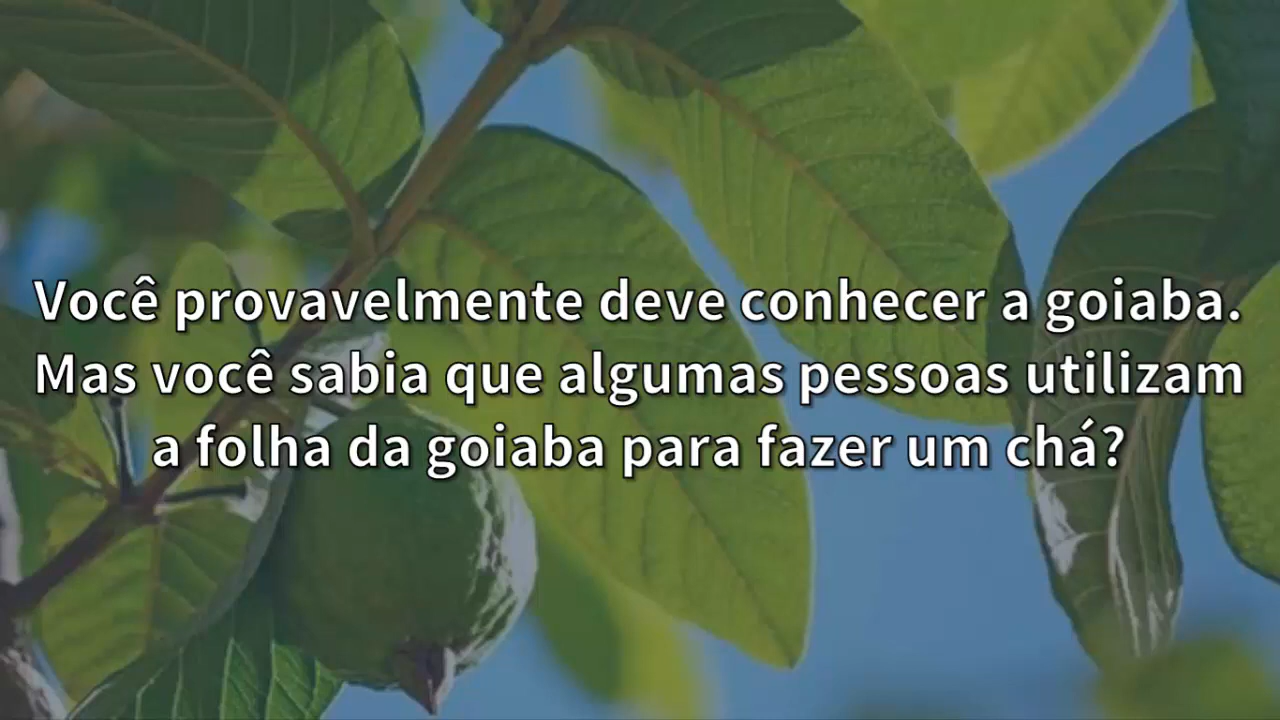 Você provavelmente deve conhecer a goiaba.
Mas você sabia que algumas pessoas utilizam
a folha da goiaba para fazer um chá?